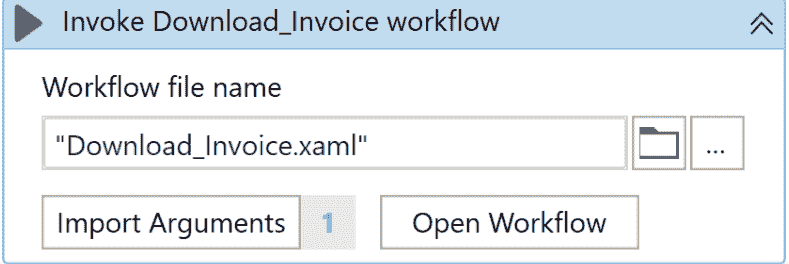 Invoke Download_Invoice workflow
Workflow file name
"Download_Invoice.xaml"
...
Import Arguments 1 Open Workflow